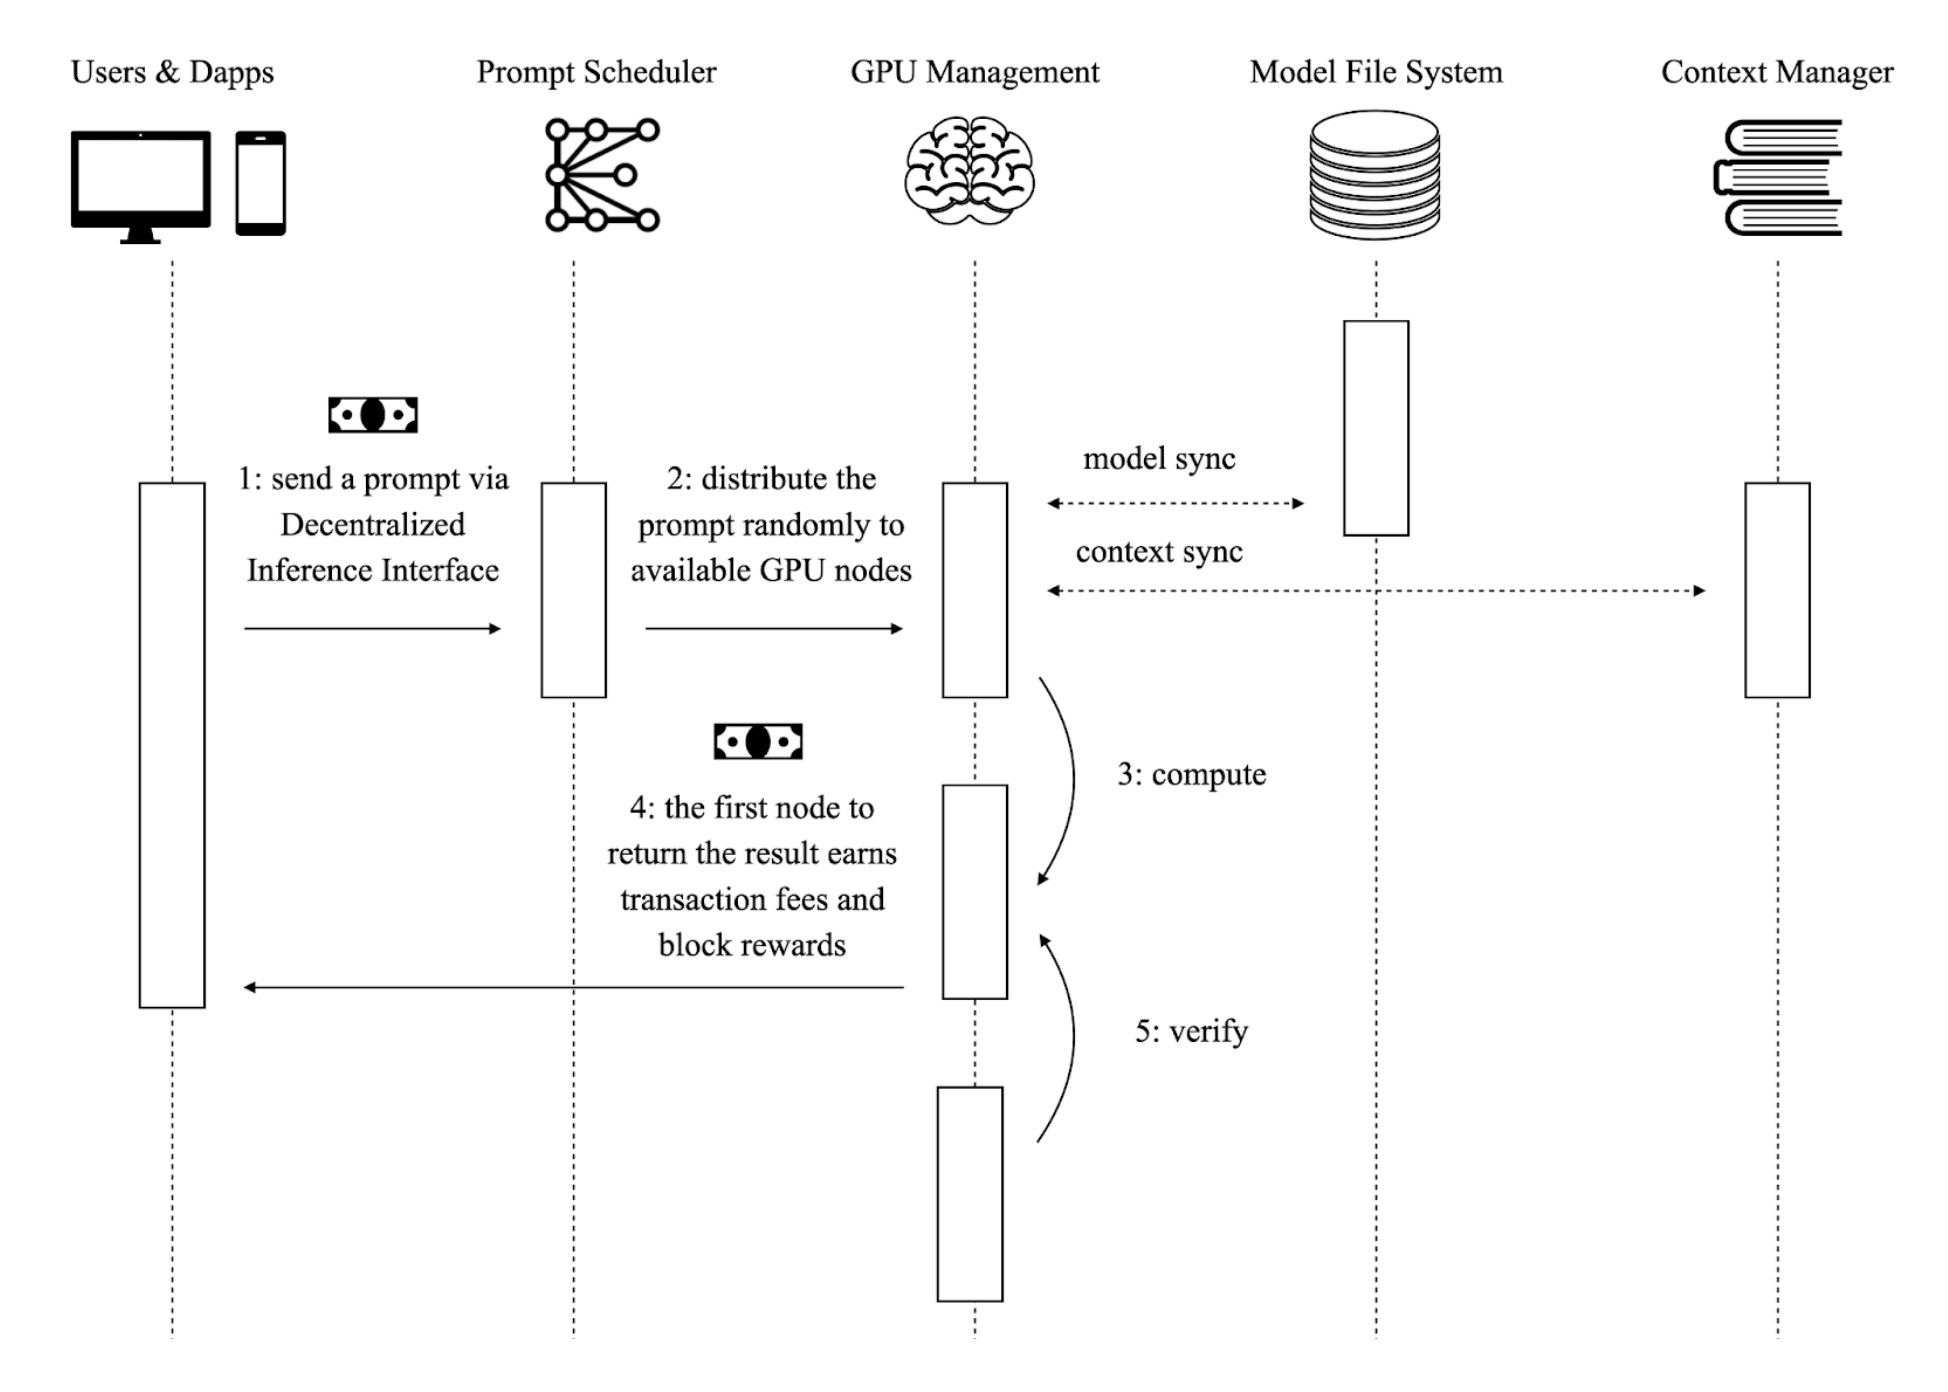 Users & Dapps
Prompt Scheduler
GPU Management
Model File System
Context Manager
1: send a prompt via
Decentralized
Inference Interface
2: distribute the
prompt randomly to
available GPU nodes
model sync
context sync
3: compute
4: the first node to
return the result earns
transaction fees and
block rewards
5: verify